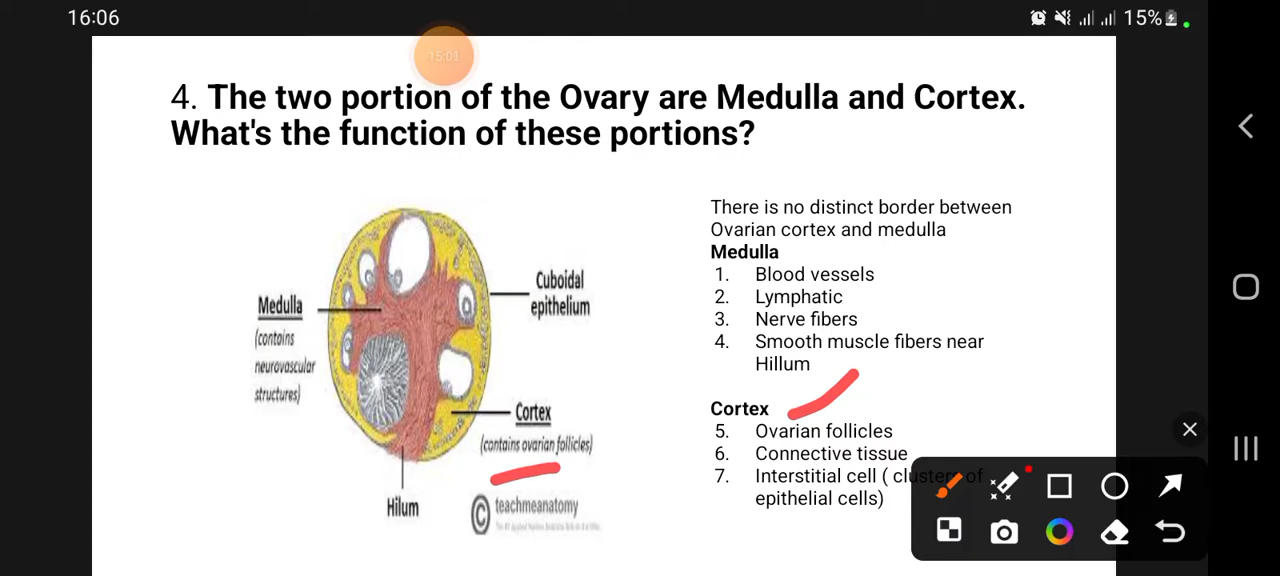 16:06
15%
15:01
4. The two portion of the Ovary are Medulla and Cortex.
What's the function of these portions?
There is no distinct border between
Ovarian cortex and medulla
Medulla
1. Blood vessels
2. Lymphatic
3. Nerve fibers
4. Smooth muscle fibers near
Hillum
Cortex
5. Ovarian follicles
6. Connective tissue
7. Interstitial cell ( clusters of
epithelial cells)
Medulla
(contains
neurovascular
structures)
Cuboidal
epithelium
Cortex
(contains ovarian follicles)
Hilum
© teachmeanatomy